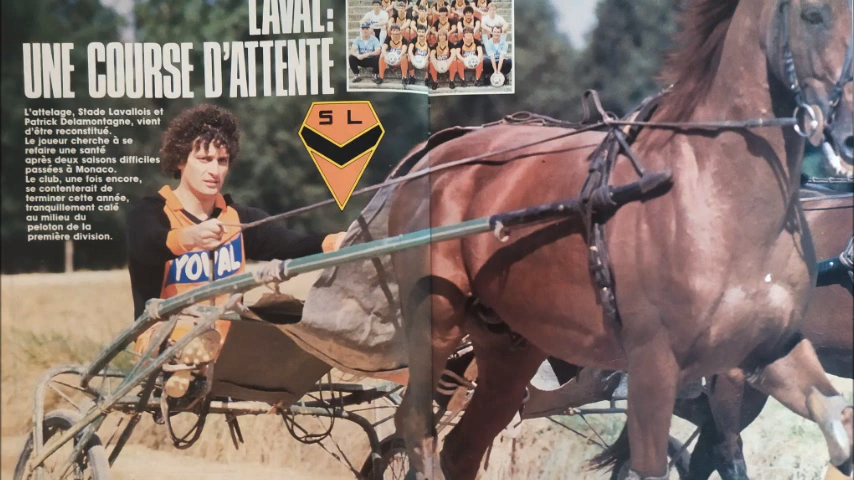 LAVAL:
UNE COURSE D'ATTENTE
L'attelage, Stade Lavallois et
Patrick Delamontagne, vient
d'être reconstitué.
Le joueur cherche à se
refaire une santé
après deux saisons difficiles
passées à Monaco.
Le club, une fois encore,
se contenterait de
terminer cette année,
tranquillement calé
au milieu du
peloton de la
première division.
S L
YOVAL